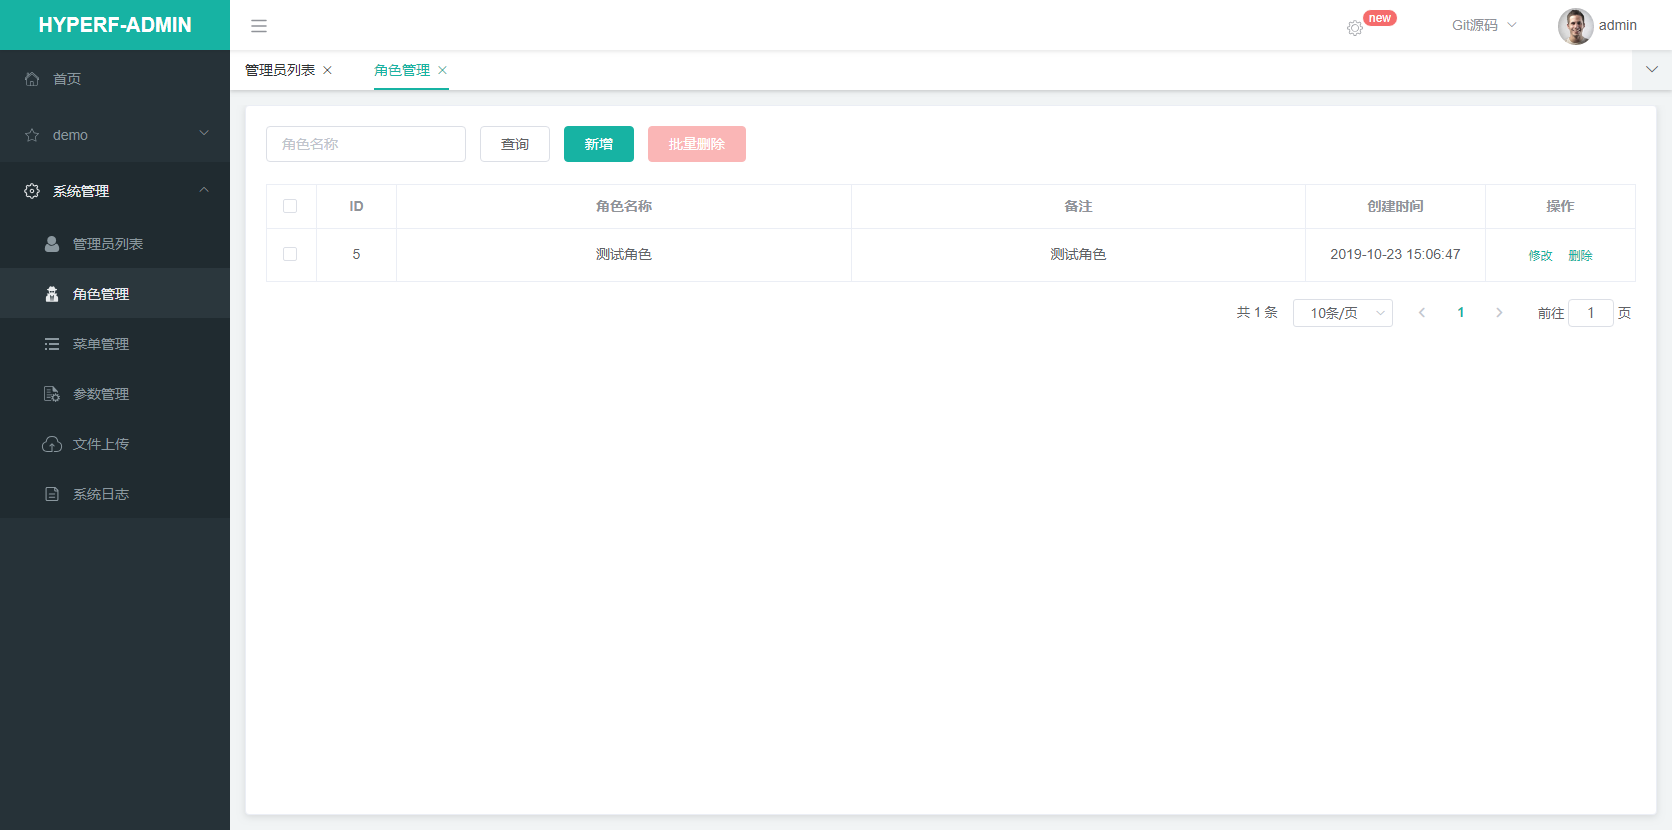 HYPERF-ADMIN
new
Git源码
admin
首页
demo
系统管理
管理员列表
角色管理
菜单管理
参数管理
文件上传
系统日志
管理员列表
角色管理
角色名称
查询
新增
批量删除
ID 角色名称 备注 创建时间 操作
5 测试角色 测试角色 2019-10-23 15:06:47 修改 删除
共 1 条 10条/页 1 前往 1 页